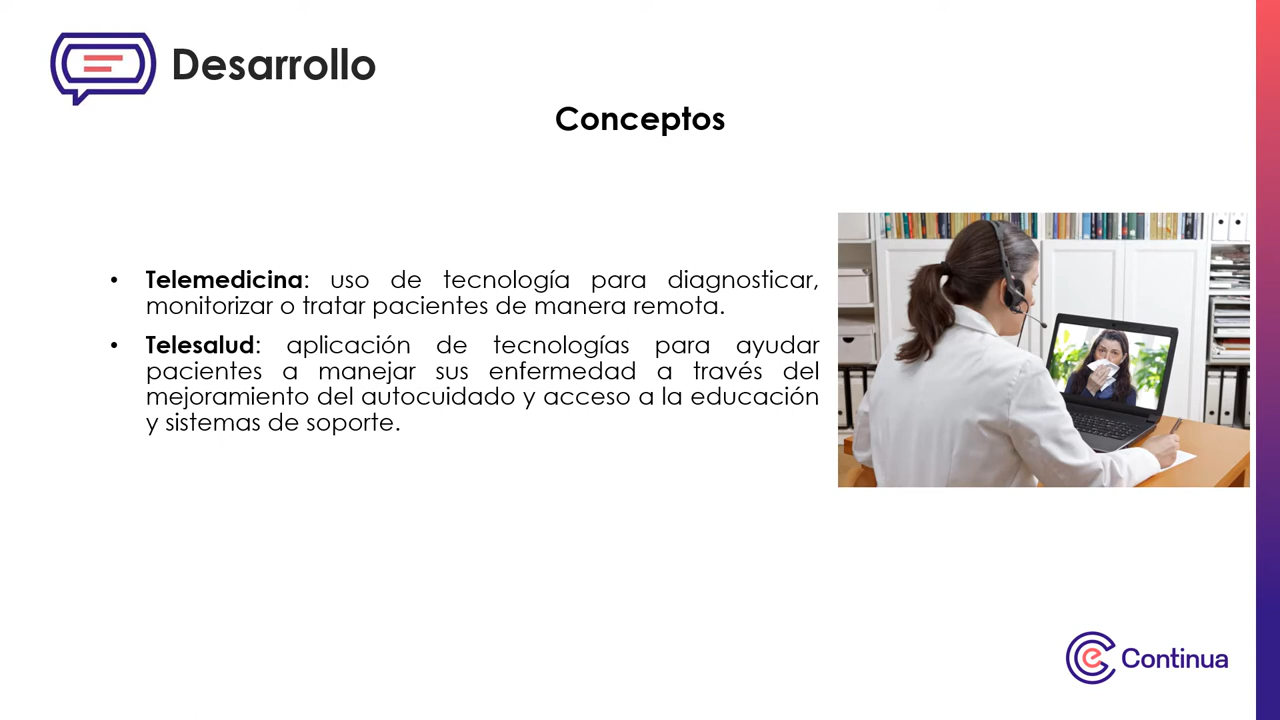 Desarrollo
Conceptos
• Telemedicina: uso de tecnología para diagnosticar,
monitorizar o tratar pacientes de manera remota.
• Telesalud: aplicación de tecnologías para ayudar
pacientes a manejar sus enfermedad a través del
mejoramiento del autocuidado y acceso a la educación
y sistemas de soporte.
e Continua